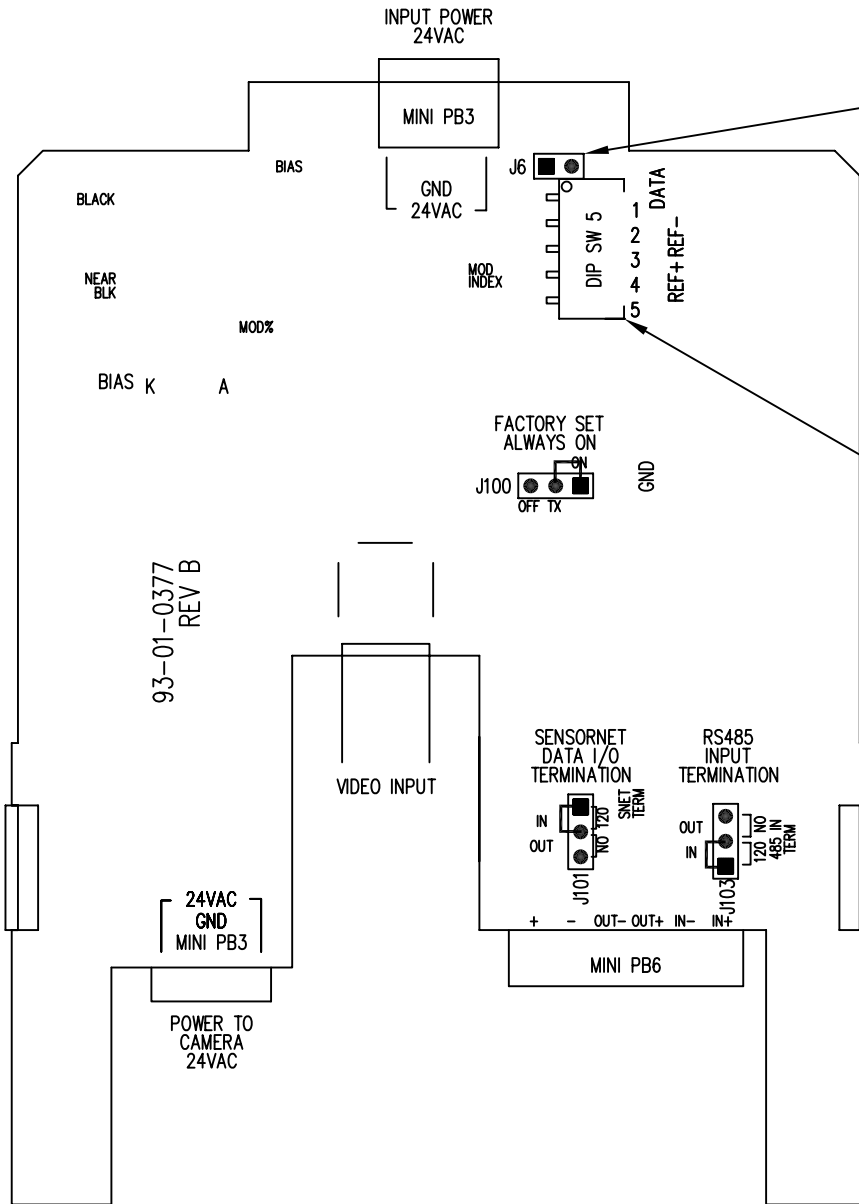 INPUT POWER
24VAC
MINI PB3
GND
24VAC
BIAS
BLACK
NEAR
BLK
MOD%
BIAS K A
J6
DIP SW 5
1
2
3
4
5
DATA
REF+ REF-
MOD
INDEX
FACTORY SET
ALWAYS ON
ON
J100
OFF TX
GND
93-01-0377
REV B
VIDEO INPUT
SENSORNET
DATA I/O
TERMINATION
IN
OUT
NO 120
SNET
TERM
J101
RS485
INPUT
TERMINATION
OUT
IN
120 NO
485 IN
TERM
J103
+ - OUT- OUT+ IN- IN+
MINI PB6
24VAC
GND
MINI PB3
POWER TO
CAMERA
24VAC